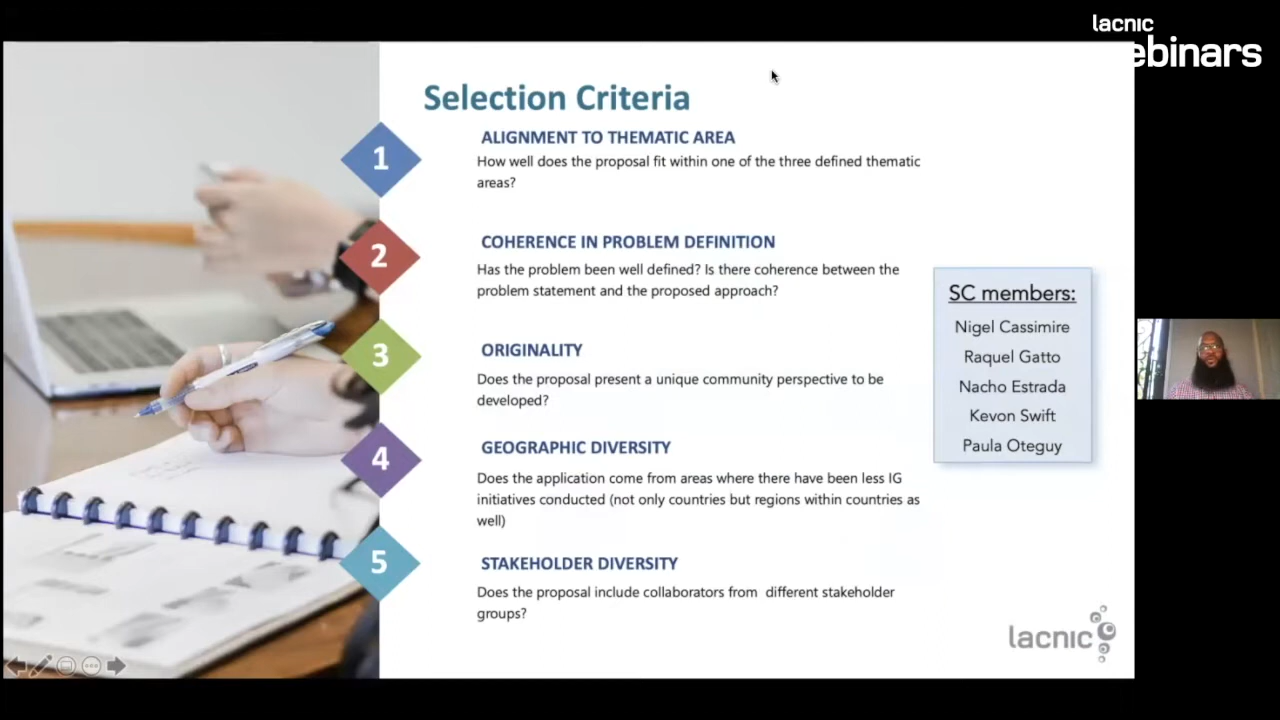 lacnic
ebinars
Selection Criteria
1
ALIGNMENT TO THEMATIC AREA
How well does the proposal fit within one of the three defined thematic
areas?
2
COHERENCE IN PROBLEM DEFINITION
Has the problem been well defined? Is there coherence between the
problem statement and the proposed approach?
3
ORIGINALITY
Does the proposal present a unique community perspective to be
developed?
4
GEOGRAPHIC DIVERSITY
Does the application come from areas where there have been less IG
initiatives conducted (not only countries but regions within countries as
well)
5
STAKEHOLDER DIVERSITY
Does the proposal include collaborators from different stakeholder
groups?
SC members:
Nigel Cassimire
Raquel Gatto
Nacho Estrada
Kevon Swift
Paula Oteguy
lacnic